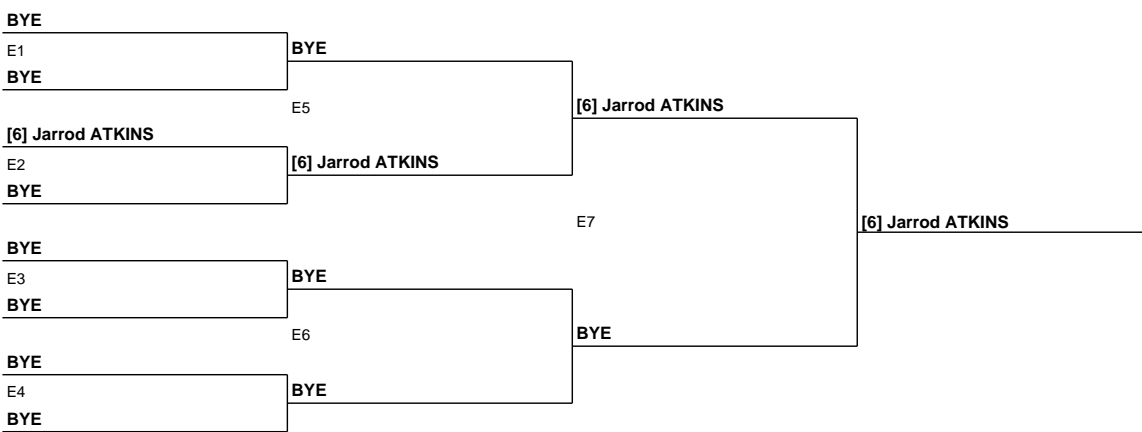 BYE
E1
BYE
BYE
E5
[6] Jarrod ATKINS
[6] Jarrod ATKINS
E2
[6] Jarrod ATKINS
BYE
E7
[6] Jarrod ATKINS
BYE
E3
BYE
BYE
E6
BYE
BYE
E4
BYE
BYE